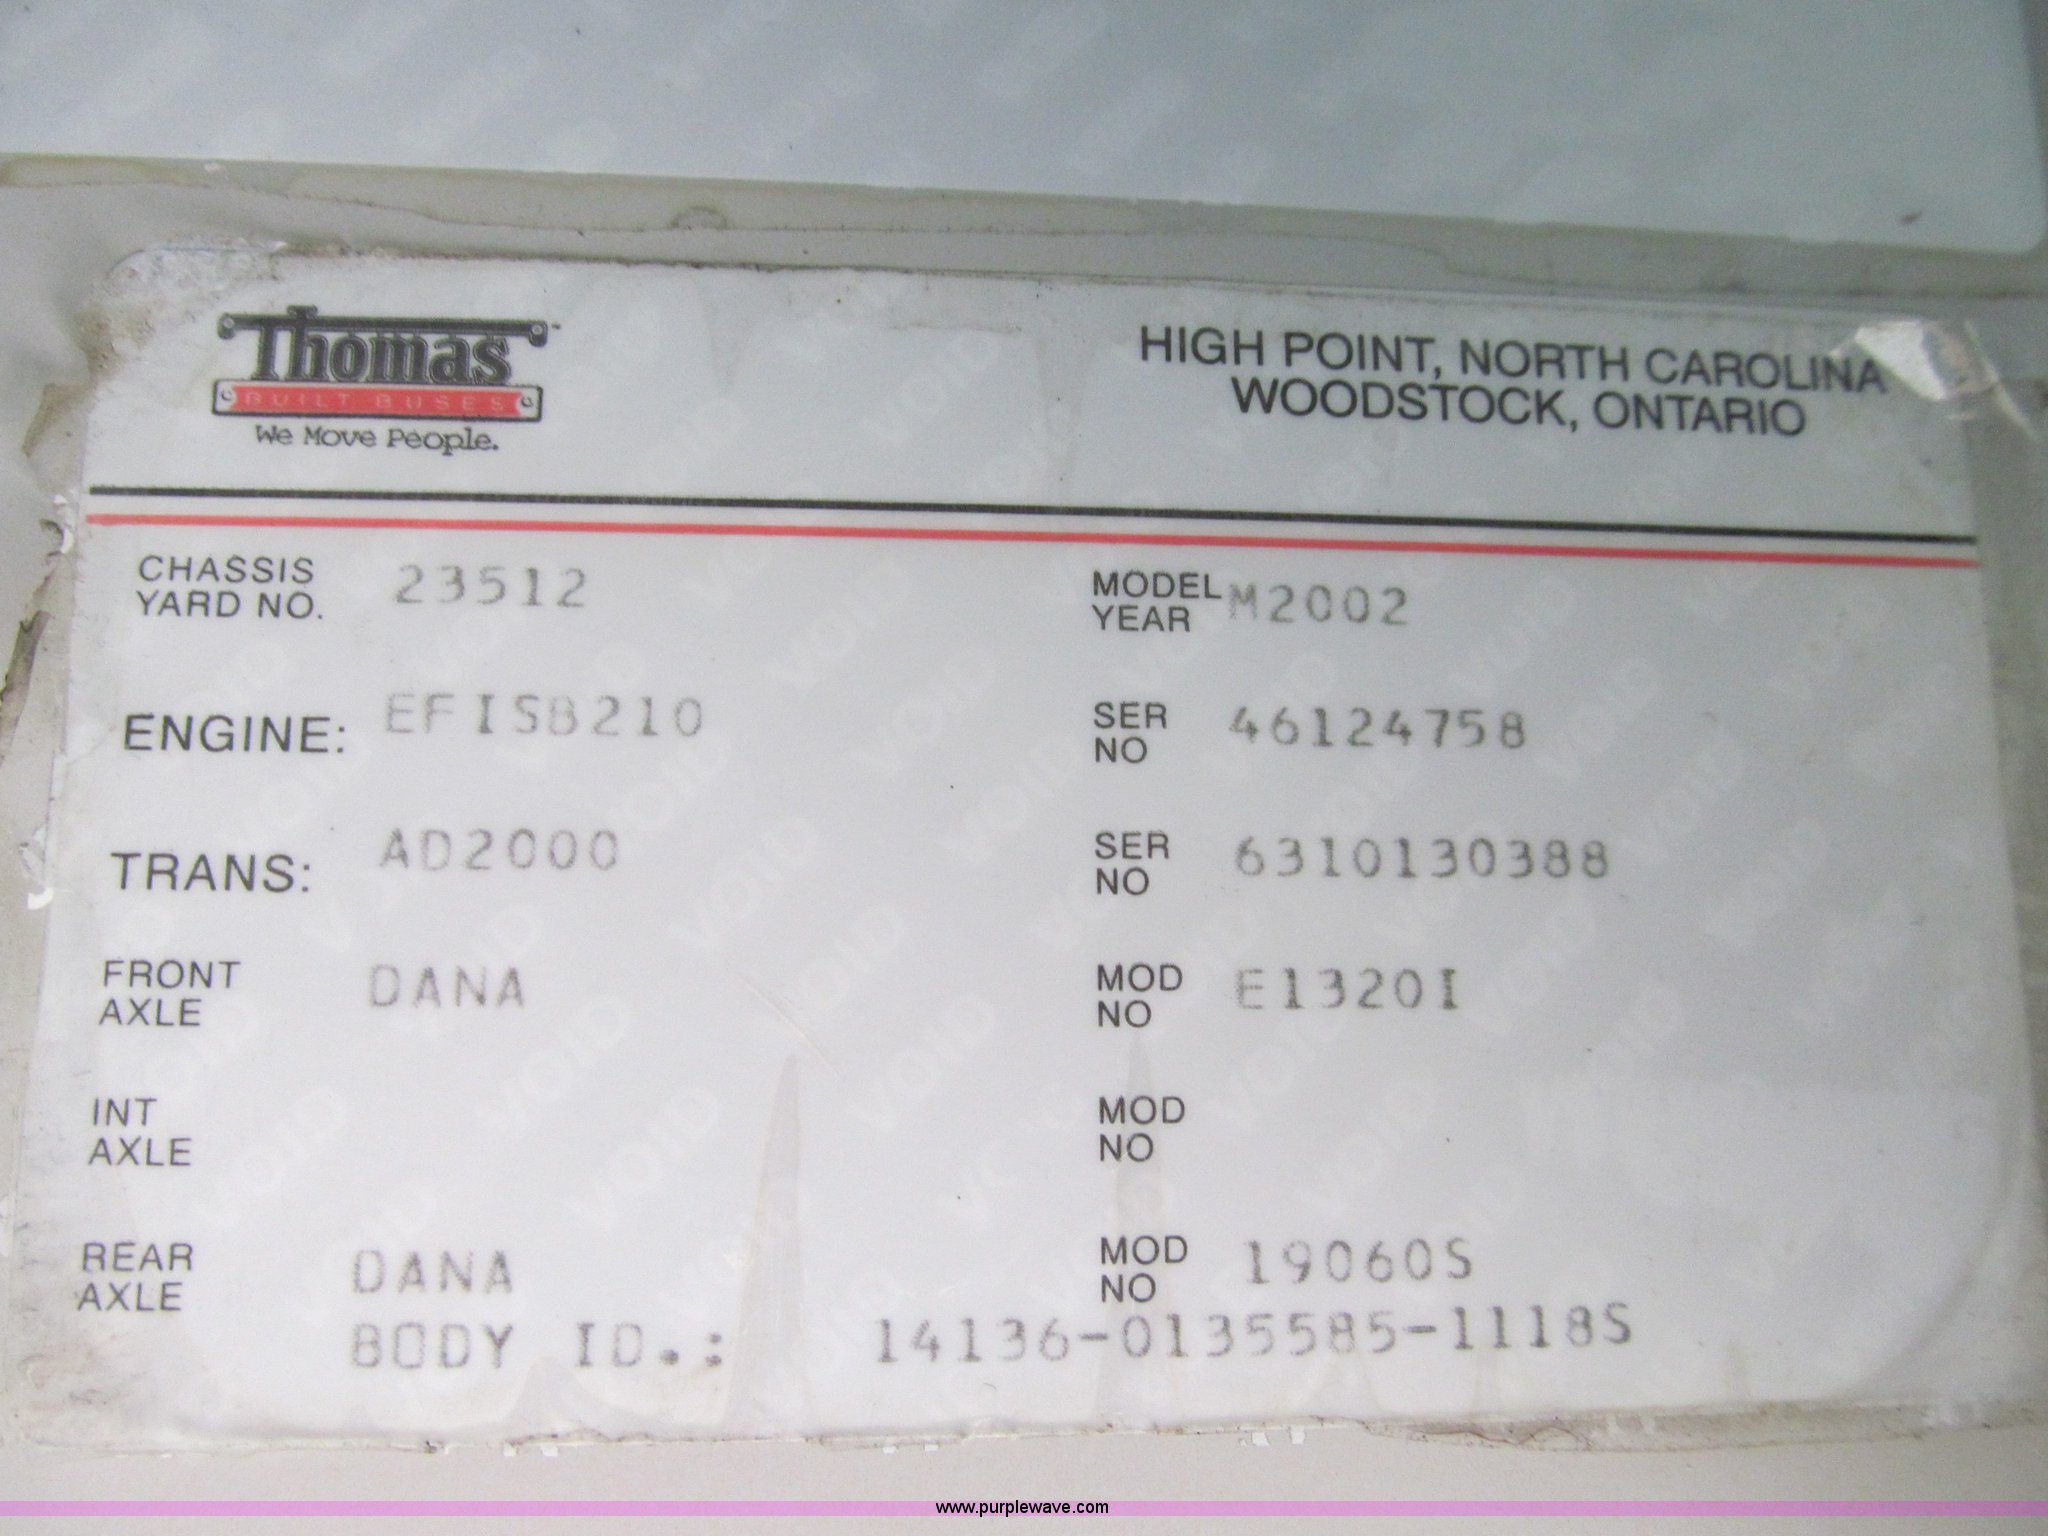 Thomas
BUILT BUSES
We Move People.
HIGH POINT, NORTH CAROLINA
WOODSTOCK, ONTARIO
CHASSIS YARD NO. 23512
MODEL YEAR M2002
ENGINE: EFISB210
SER NO 46124758
TRANS: AD2000
SER NO 6310130388
FRONT AXLE DANA
MOD NO E1320I
INT AXLE
MOD NO
REAR AXLE DANA
MOD NO 19060S
BODY ID.: 14136-0135585-1118S
www.purplewave.com